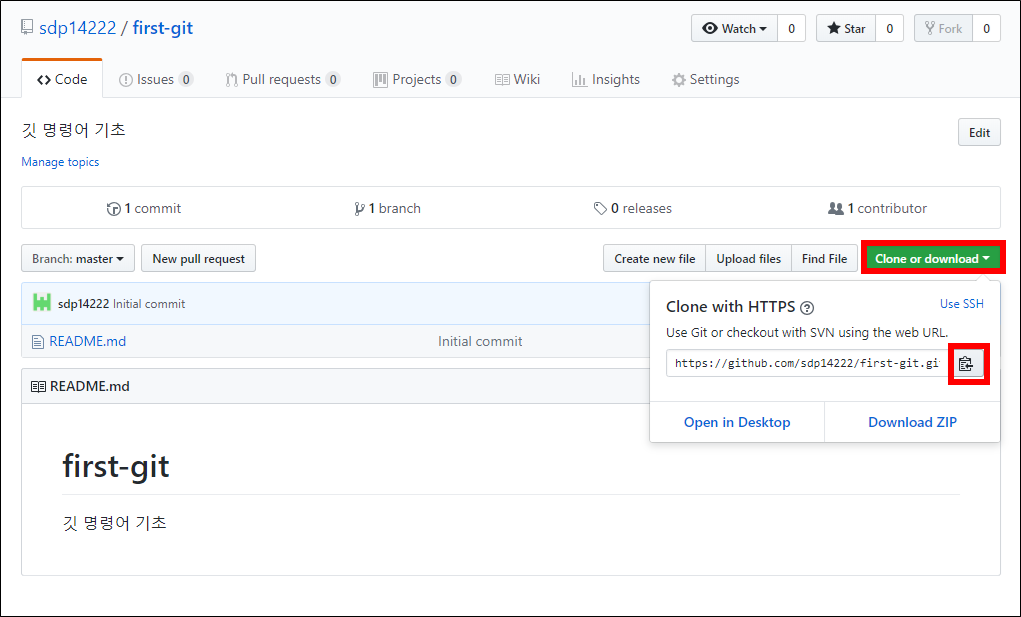 sdp14222 / first-git
Watch 0 Star 0 Fork 0
Code Issues 0 Pull requests 0 Projects 0 Wiki Insights Settings
깃 명령어 기초
Edit
Manage topics
1 commit 1 branch 0 releases 1 contributor
Branch: master New pull request Create new file Upload files Find File Clone or download
sdp14222 Initial commit
README.md Initial commit
Clone with HTTPS ? Use SSH
Use Git or checkout with SVN using the web URL.
https://github.com/sdp14222/first-git.gi
Open in Desktop Download ZIP
README.md
first-git
깃 명령어 기초